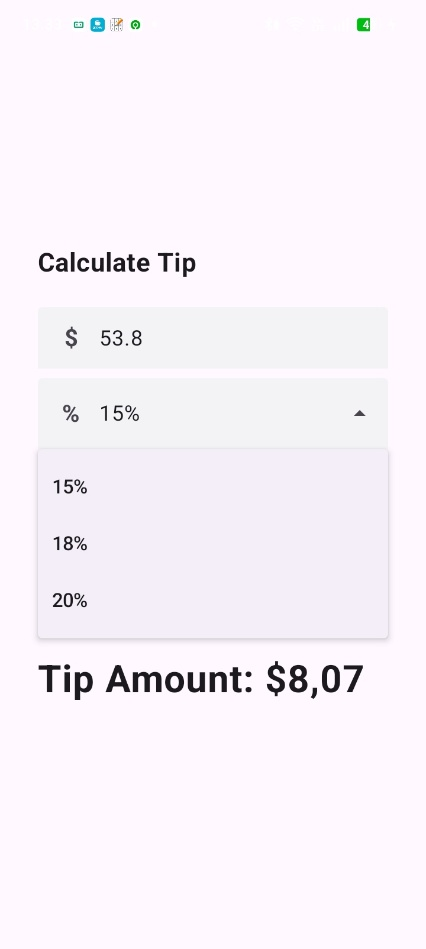 Calculate Tip
$ 53.8
% 15%
15%
18%
20%
Tip Amount: $8,07